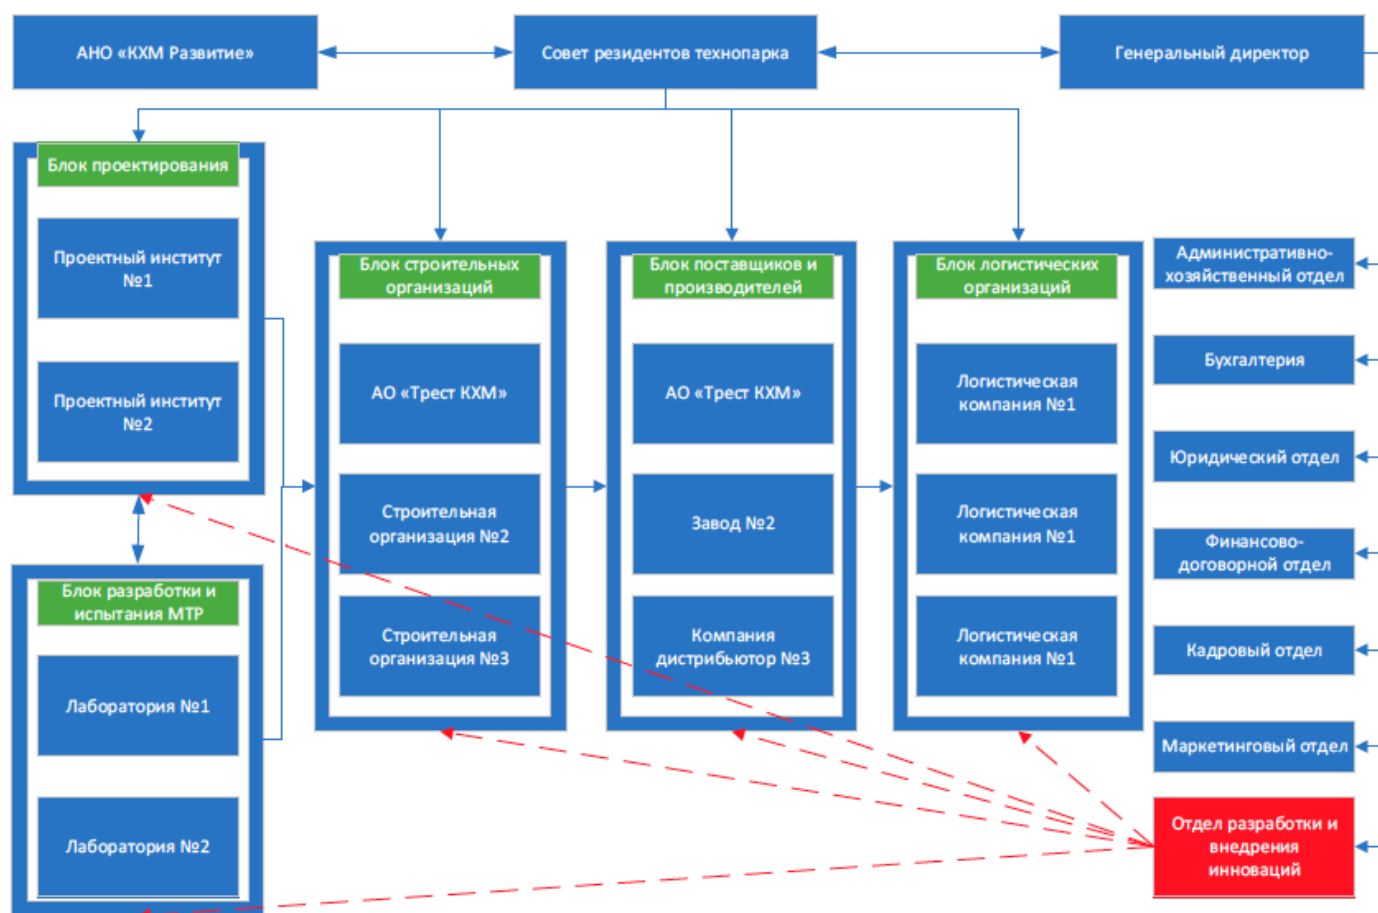 АНО «КХМ Развитие»
Совет резидентов технопарка
Генеральный директор
Блок проектирования
Проектный институт
№1
Проектный институт
№2
Блок разработки и
испытания МТР
Лаборатория №1
Лаборатория №2
Блок строительных
организаций
АО «Трест КХМ»
Строительная
организация №2
Строительная
организация №3
Блок поставщиков и
производителей
АО «Трест КХМ»
Завод №2
Компания
дистрибьютор №3
Блок логистических
организаций
Логистическая
компания №1
Логистическая
компания №1
Логистическая
компания №1
Административно-
хозяйственный отдел
Бухгалтерия
Юридический отдел
Финансово-
договорной отдел
Кадровый отдел
Маркетинговый отдел
Отдел разработки и
внедрения
инноваций